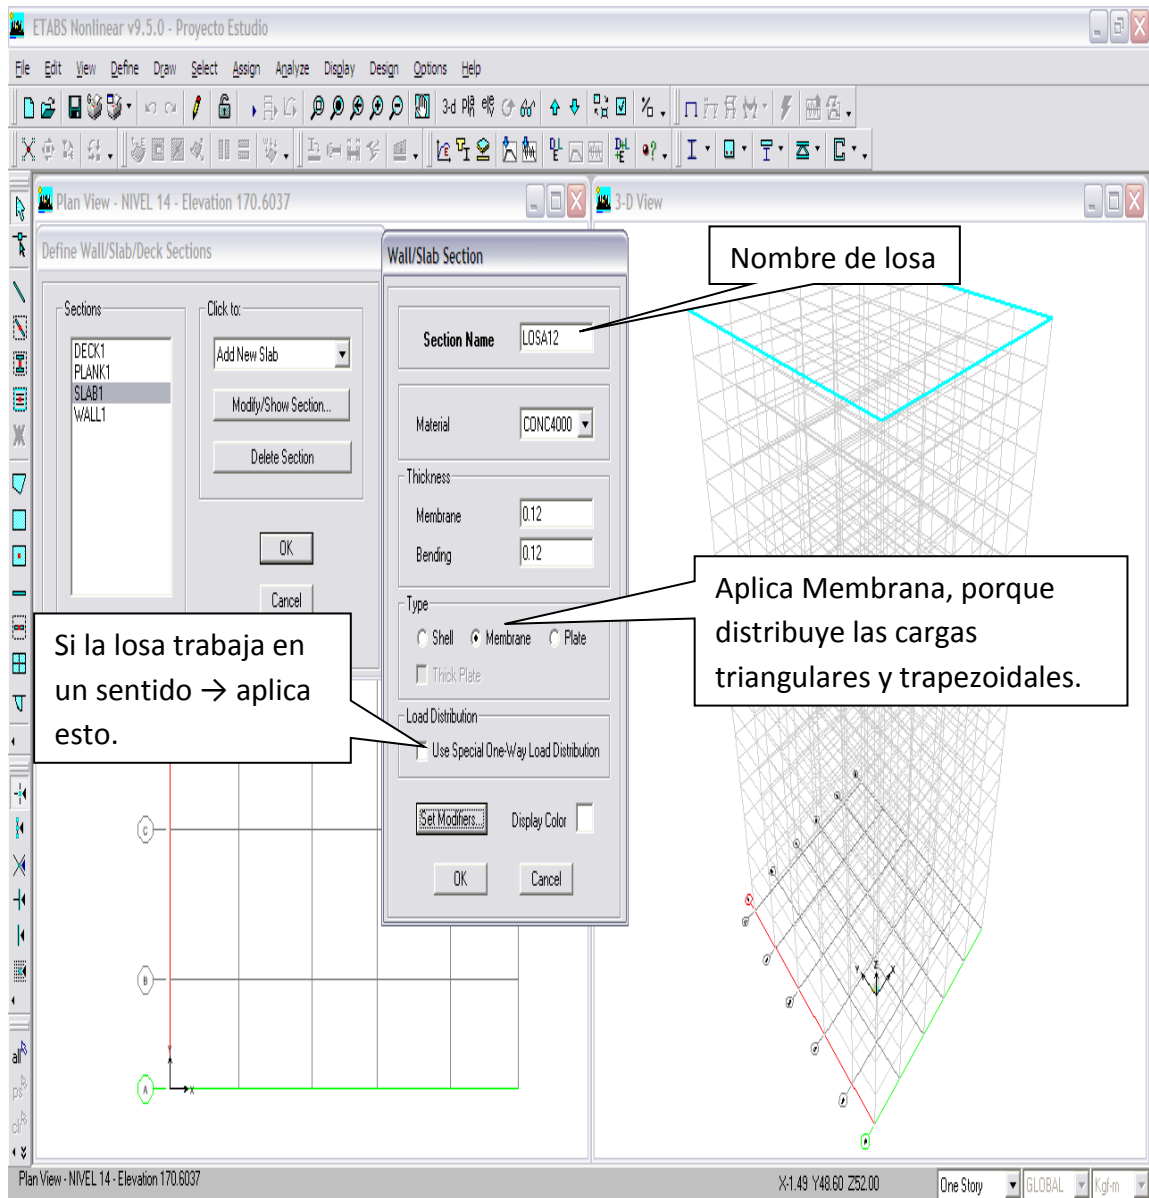 ETABS Nonlinear v9.5.0 - Proyecto Estudio
File Edit View Define Draw Select Assign Analyze Display Design Options Help
3-d
Plan View - NIVEL 14 - Elevation 170.6037
3-D View
Define Wall/Slab/Deck Sections
Sections
DECK1
PLANK1
SLAB1
WALL1
Click to:
Add New Slab
Modify/Show Section...
Delete Section
OK
Cancel
Wall/Slab Section
Section Name LOSA12
Material CONC4000
Thickness
Membrane 0.12
Bending 0.12
Type
Shell Membrane Plate
Thick Plate
Load Distribution
Use Special One-Way Load Distribution
Set Modifiers... Display Color
OK Cancel
Nombre de losa
Aplica Membrana, porque
distribuye las cargas
triangulares y trapezoidales.
Si la losa trabaja en
un sentido → aplica
esto.
C
B
A
Y
X
Y Z X
all
ps
clr
Plan View - NIVEL 14 - Elevation 170.6037
X-1.49 Y48.60 Z52.00
One Story GLOBAL Kgf-m